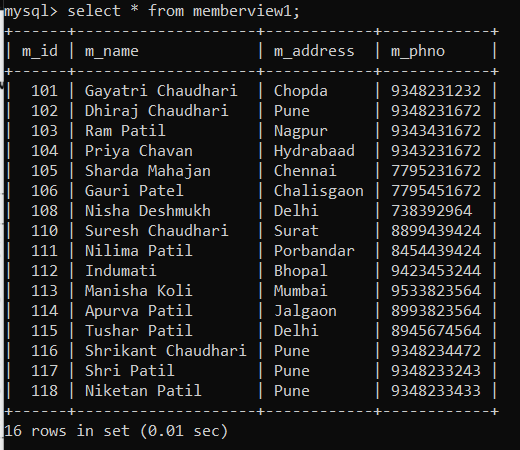 mysql> select * from memberview1;
+------+--------------------+------------+------------+
| m_id | m_name             | m_address  | m_phno     |
+------+--------------------+------------+------------+
|  101 | Gayatri Chaudhari  | Chopda     | 9348231232 |
|  102 | Dhiraj Chaudhari   | Pune       | 9348231672 |
|  103 | Ram Patil          | Nagpur     | 9343431672 |
|  104 | Priya Chavan       | Hydrabaad  | 9343231672 |
|  105 | Sharda Mahajan     | Chennai    | 7795231672 |
|  106 | Gauri Patel        | Chalisgaon | 7795451672 |
|  108 | Nisha Deshmukh     | Delhi      | 738392964  |
|  110 | Suresh Chaudhari   | Surat      | 8899439424 |
|  111 | Nilima Patil       | Porbandar  | 8454439424 |
|  112 | Indumati           | Bhopal     | 9423453244 |
|  113 | Manisha Koli       | Mumbai     | 9533823564 |
|  114 | Apurva Patil       | Jalgaon    | 8993823564 |
|  115 | Tushar Patil       | Delhi      | 8945674564 |
|  116 | Shrikant Chaudhari | Pune       | 9348234472 |
|  117 | Shri Patil         | Pune       | 9348233243 |
|  118 | Niketan Patil      | Pune       | 9348233433 |
+------+--------------------+------------+------------+
16 rows in set (0.01 sec)